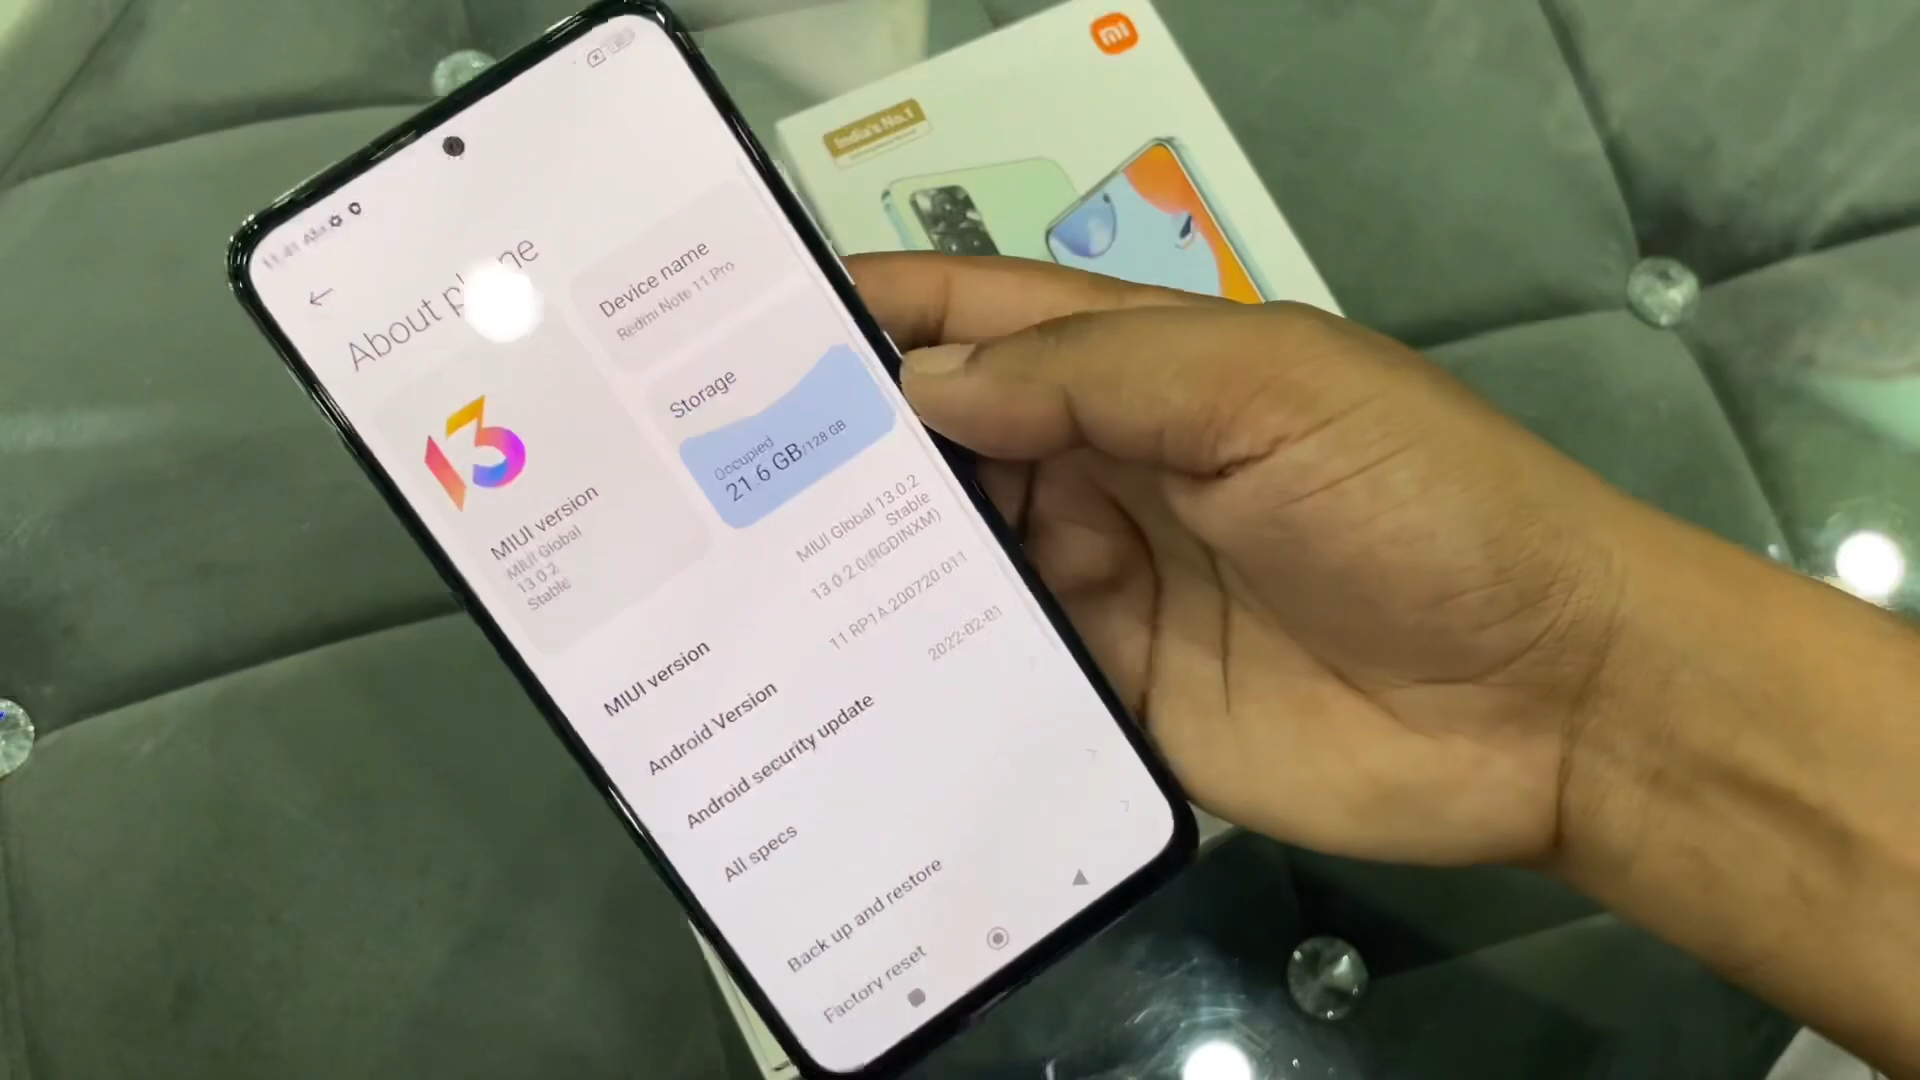 mi
India's No.1
11:41
About phone
Device name
Redmi Note 11 Pro
Storage
Occupied
21.6 GB/128 GB
13
MIUI version
MIUI Global
13.0.2
Stable
MIUI version
MIUI Global 13.0.2
Stable
13.0.2.0(RGDINXM)
Android Version
11 RP1A.200720.011
Android security update
2022-02-01
All specs
Back up and restore
Factory reset